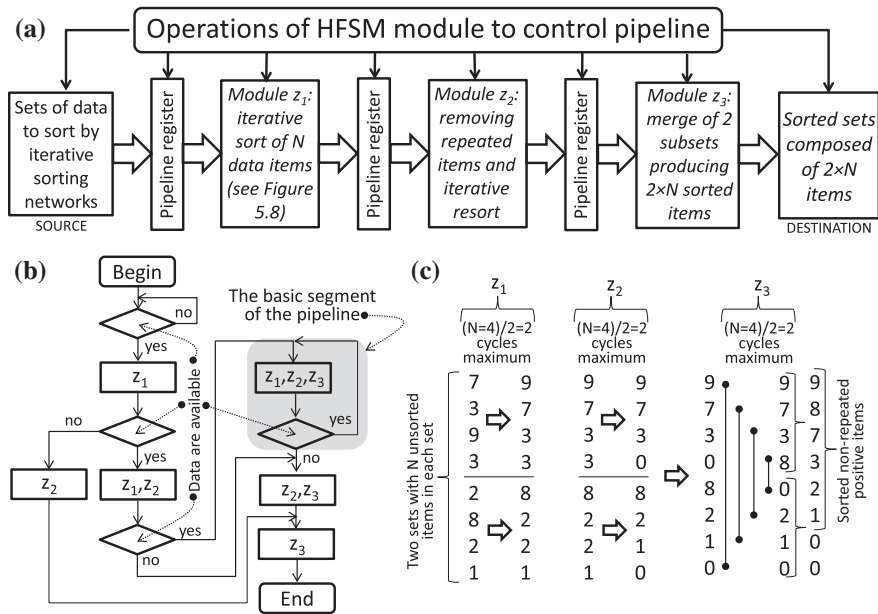 (a)
Operations of HFSM module to control pipeline
Sets of data
to sort by
iterative
sorting
networks
SOURCE
Pipeline register
Module z1:
iterative
sort of N
data items
(see Figure
5.8)
Pipeline register
Module z2:
removing
repeated
items and
iterative
resort
Pipeline register
Module z3:
merge of 2
subsets
producing
2×N sorted
items
Sorted sets
composed
of 2×N
items
DESTINATION
(b)
Begin
no
yes
z1
no
yes
z2
z1,z2
yes
no
Data are available
The basic segment
of the pipeline
z1,z2,z3
yes
no
z2,z3
z3
End
(c)
z1 z2 z3
(N=4)/2=2 (N=4)/2=2 (N=4)/2=2
cycles cycles cycles
maximum maximum maximum
Two sets with N unsorted
items in each set
7 9 9 9 9 9 9
3 7 7 7 7 7 8
9 3 3 3 3 3 7
3 3 3 0 0 8 3
2 8 8 8 8 0 2
8 2 2 2 2 2 1
2 2 2 1 1 1 0
1 1 1 0 0 0 0
Sorted non-repeated
positive items